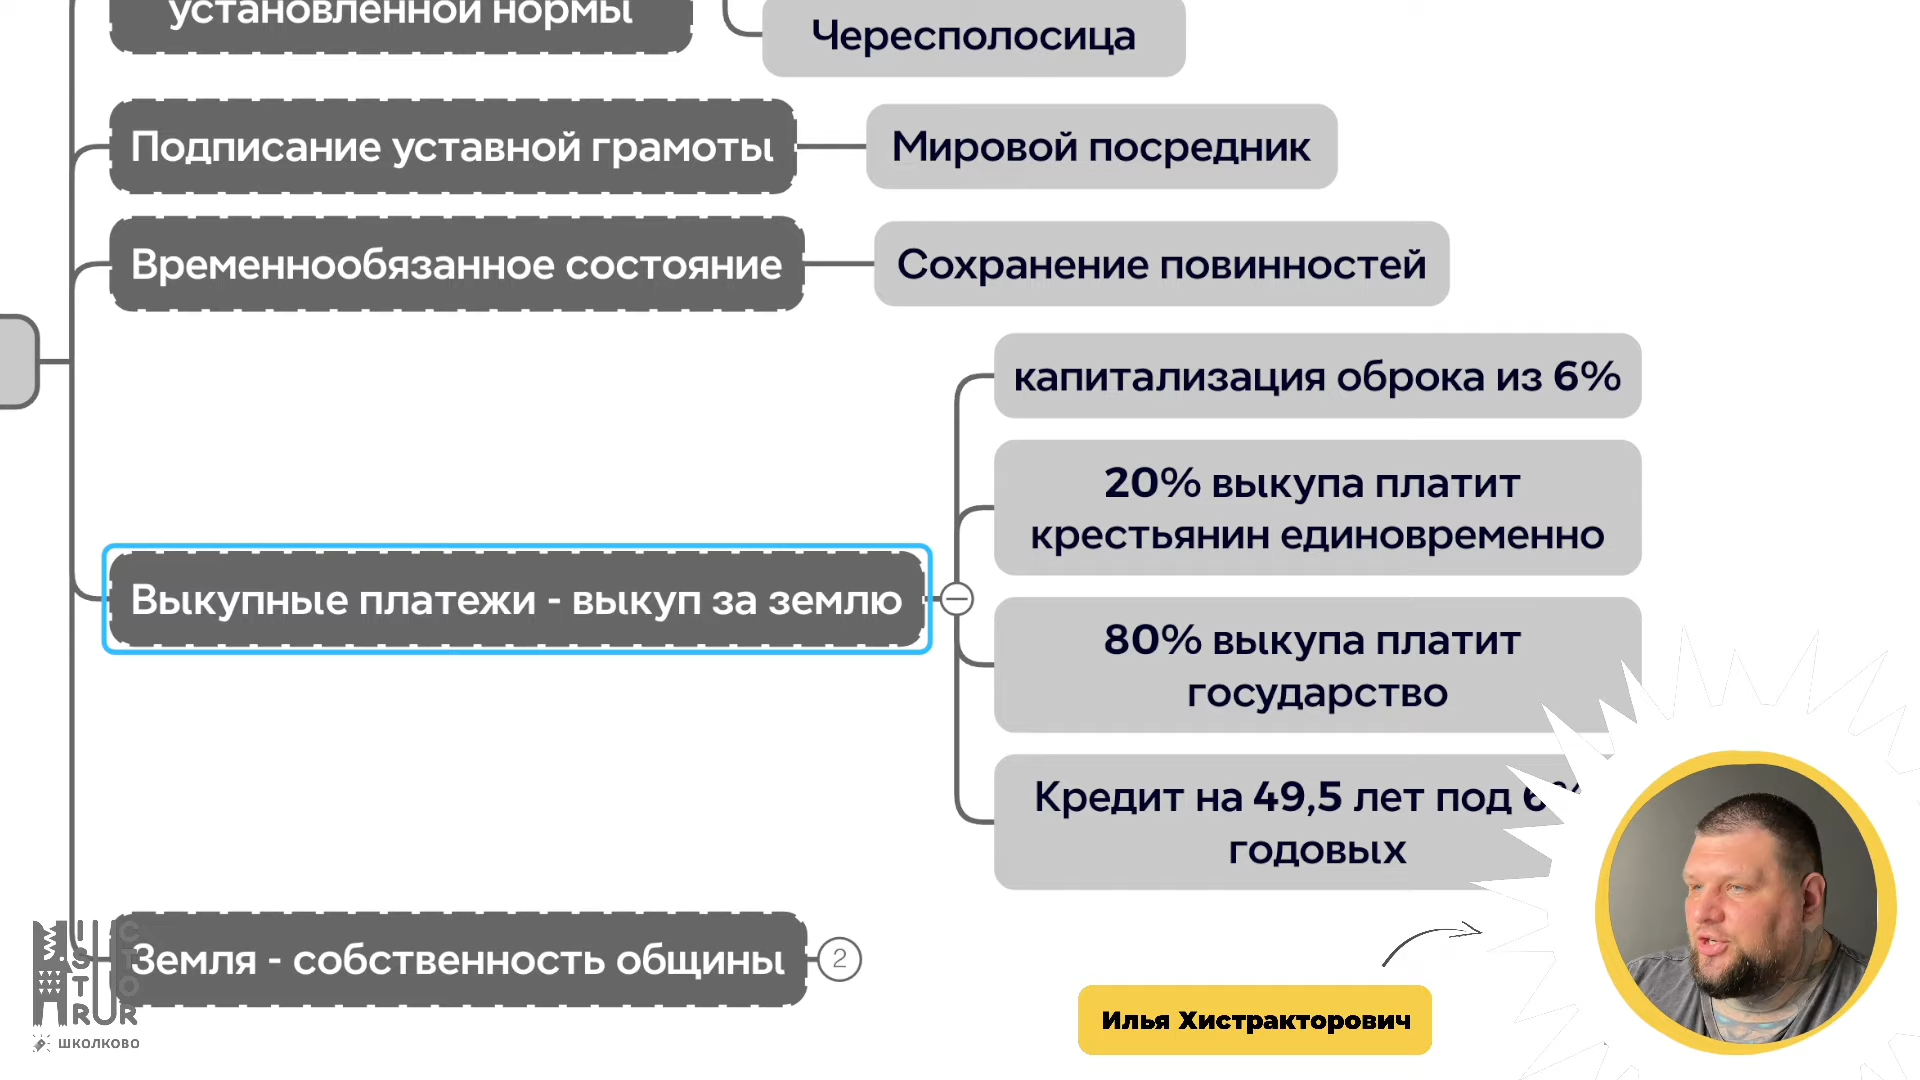 установленной нормы
Чересполосица
Подписание уставной грамоты
Мировой посредник
Временнообязанное состояние
Сохранение повинностей
капитализация оброка из 6%
20% выкупа платит
крестьянин единовременно
Выкупные платежи - выкуп за землю
80% выкупа платит
государство
Кредит на 49,5 лет под 6%
годовых
Земля - собственность общины
2
Илья Хистракторович
школково